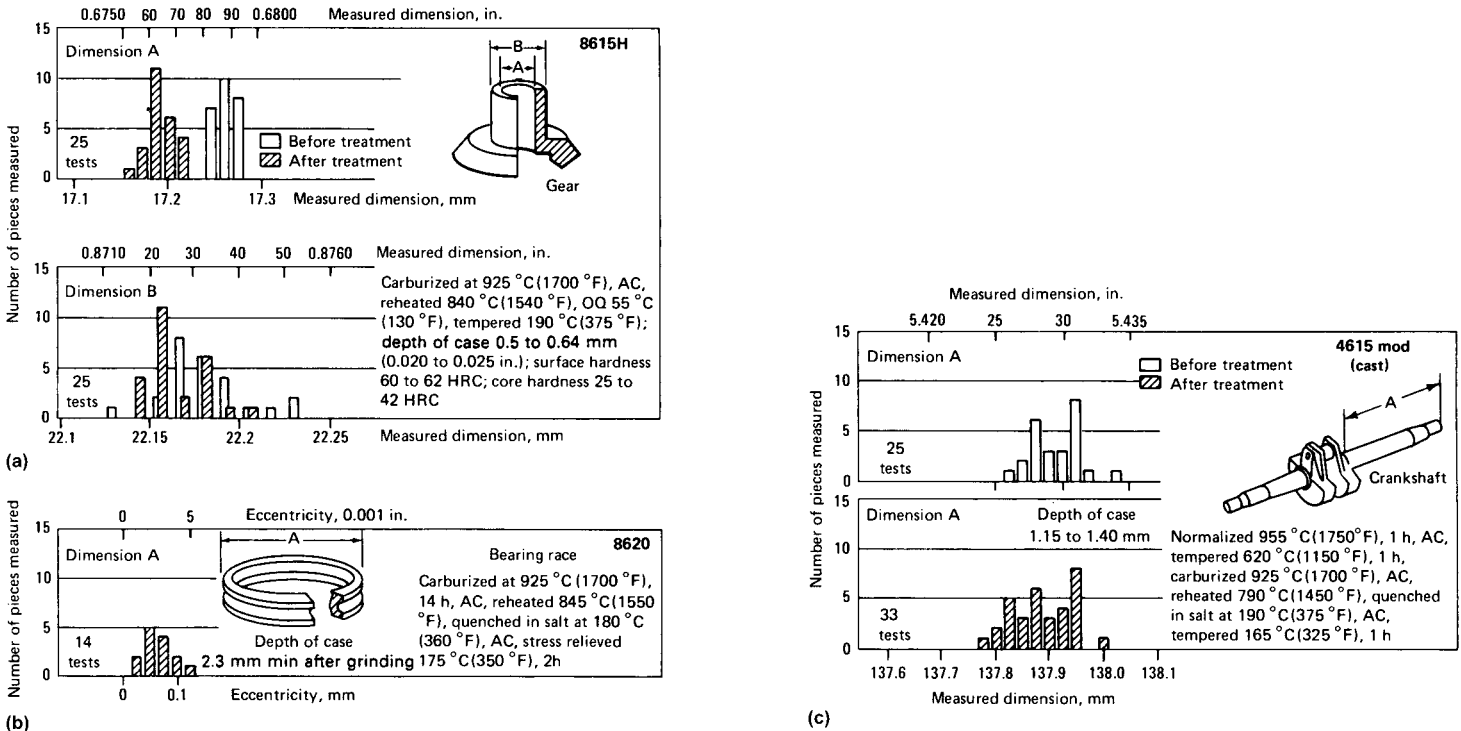 0.6750 60 70 80 90 0.6800 Measured dimension, in.
15
Dimension A
8615H
B
A
10
5
25
tests
Before treatment
After treatment
0
Gear
17.1 17.2 17.3 Measured dimension, mm
Number of pieces measured
0.8710 20 30 40 50 0.8760 Measured dimension, in.
15
Dimension B
10
5
25
tests
0
Carburized at 925 °C(1700 °F), AC,
reheated 840 °C(1540 °F), OQ 55 °C
(130 °F), tempered 190 °C(375 °F);
depth of case 0.5 to 0.64 mm
(0.020 to 0.025 in.); surface hardness
60 to 62 HRC; core hardness 25 to
42 HRC
22.1 22.15 22.2 22.25 Measured dimension, mm
(a)
0 5 Eccentricity, 0.001 in.
15
Dimension A
A
Bearing race
8620
10
5
14
tests
0
Carburized at 925 °C (1700 °F),
14 h, AC, reheated 845 °C(1550
°F), quenched in salt at 180 °C
(360 °F), AC, stress relieved
175 °C(350 °F), 2h
Depth of case
2.3 mm min after grinding
0 0.1 Eccentricity, mm
Number of pieces measured
(b)
Measured dimension, in.
5.420 25 30 5.435
15
Dimension A
Before treatment
After treatment
4615 mod
(cast)
A
10
5
25
tests
0
Crankshaft
15
Dimension A
Depth of case
1.15 to 1.40 mm
10
5
33
tests
0
Normalized 955 °C(1750°F), 1 h, AC,
tempered 620 °C(1150 °F), 1 h,
carburized 925 °C(1700 °F), AC,
reheated 790 °C(1450 °F), quenched
in salt at 190 °C(375 °F), AC,
tempered 165 °C(325 °F), 1 h
137.6 137.7 137.8 137.9 138.0 138.1
Measured dimension, mm
Number of pieces measured
(c)